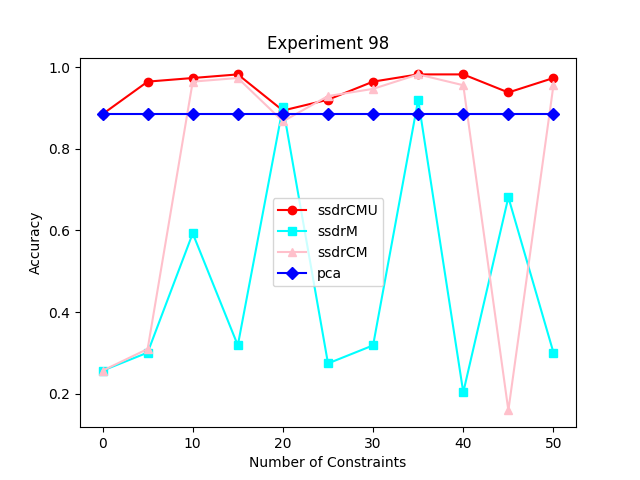 Experiment 98
1.0
0.8
0.6
0.4
0.2
Accuracy
ssdrCMU
ssdrM
ssdrCM
pca
0 10 20 30 40 50
Number of Constraints